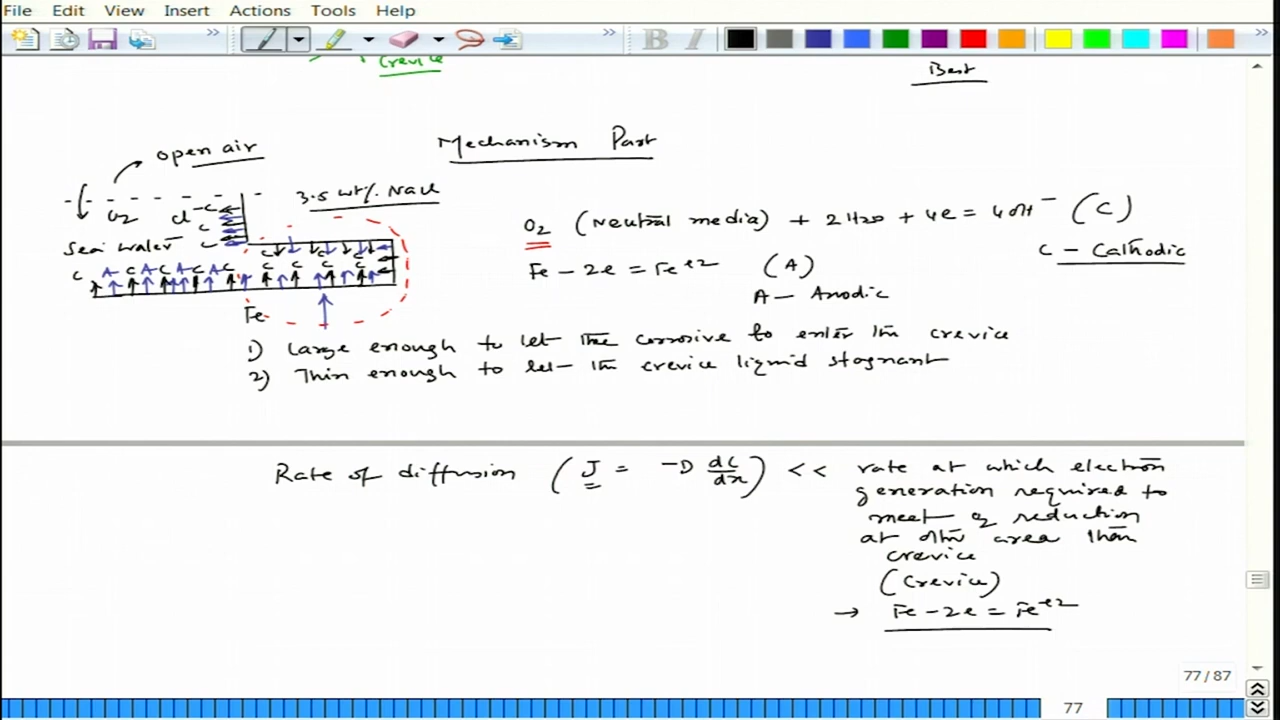 File Edit View Insert Actions Tools Help
Crevice
Best
open air
Mechanism Part
3.5 wt% NaCl
O2 cl- C
C
C
Sea water
O2 (Neutral media) + 2H2O + 4e = 4OH- (C)
C - Cathodic
Fe - 2e = Fe+2 (A)
A - Anodic
C C C C
C A C A C A C A C C C C C
Fe
1) Large enough to let the corrosive to enter the crevice
2) Thin enough to let the crevice liquid stagnant
Rate of diffusion ( J = -D dC/dx ) << rate at which electron
generation required to
meet O2 reduction
at other area than
crevice
(Crevice)
→ Fe - 2e = Fe+2
77 / 87
77